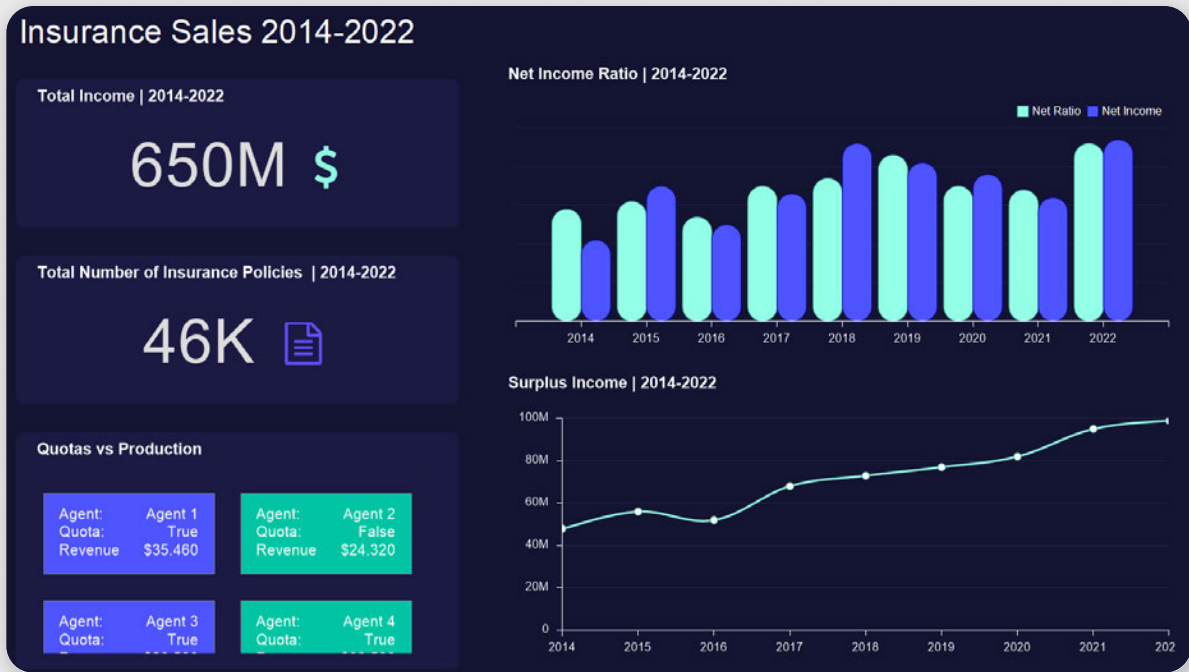 Insurance Sales 2014-2022
Total Income | 2014-2022
650M $
Total Number of Insurance Policies | 2014-2022
46K
Quotas vs Production
Agent: Agent 1
Quota: True
Revenue $35.460
Agent: Agent 2
Quota: False
Revenue $24.320
Agent: Agent 3
Quota: True
Agent: Agent 4
Quota: True
Net Income Ratio | 2014-2022
Net Ratio Net Income
2014 2015 2016 2017 2018 2019 2020 2021 2022
Surplus Income | 2014-2022
100M
80M
60M
40M
20M
0
2014 2015 2016 2017 2018 2019 2020 2021 202